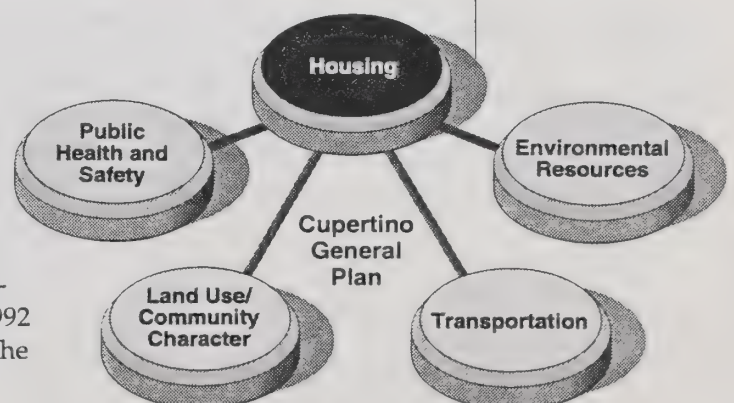 Housing
Public
Health and
Safety
Environmental
Resources
Cupertino
General
Plan
Land Use/
Community
Character
Transportation
-
992
he